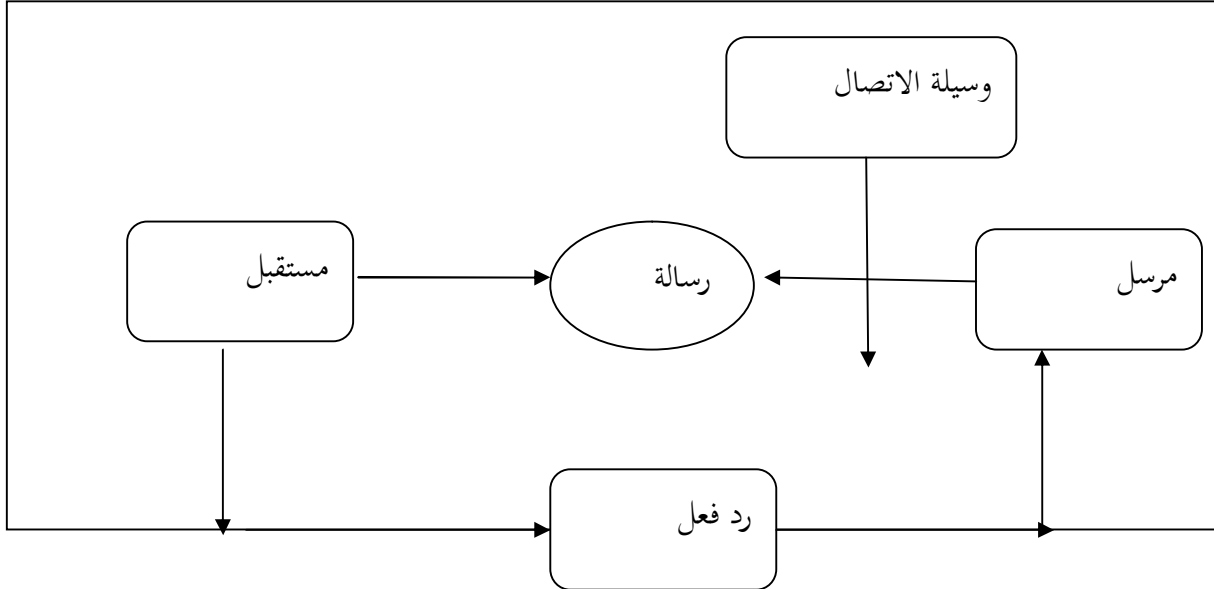 وسيلة الاتصال
مرسل
رسالة
مستقبل
رد فعل